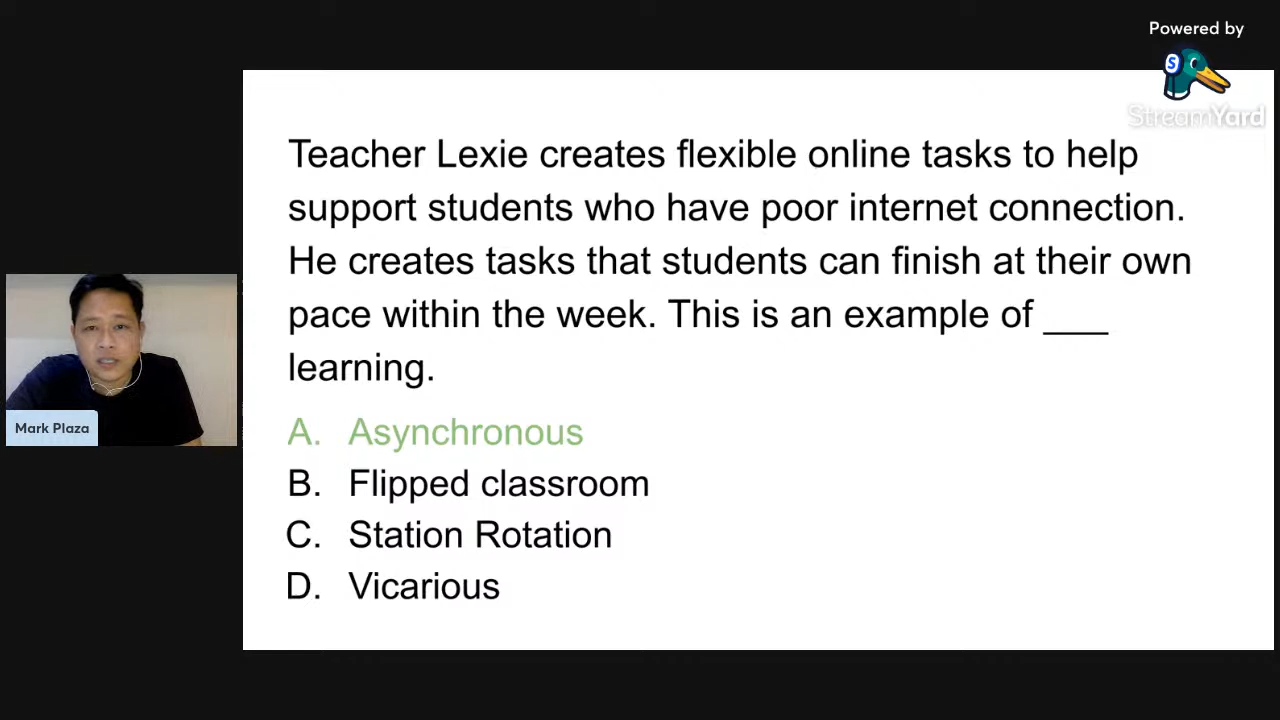 Powered by
S
StreamYard
Teacher Lexie creates flexible online tasks to help
support students who have poor internet connection.
He creates tasks that students can finish at their own
pace within the week. This is an example of ___
learning.
A. Asynchronous
B. Flipped classroom
C. Station Rotation
D. Vicarious
Mark Plaza